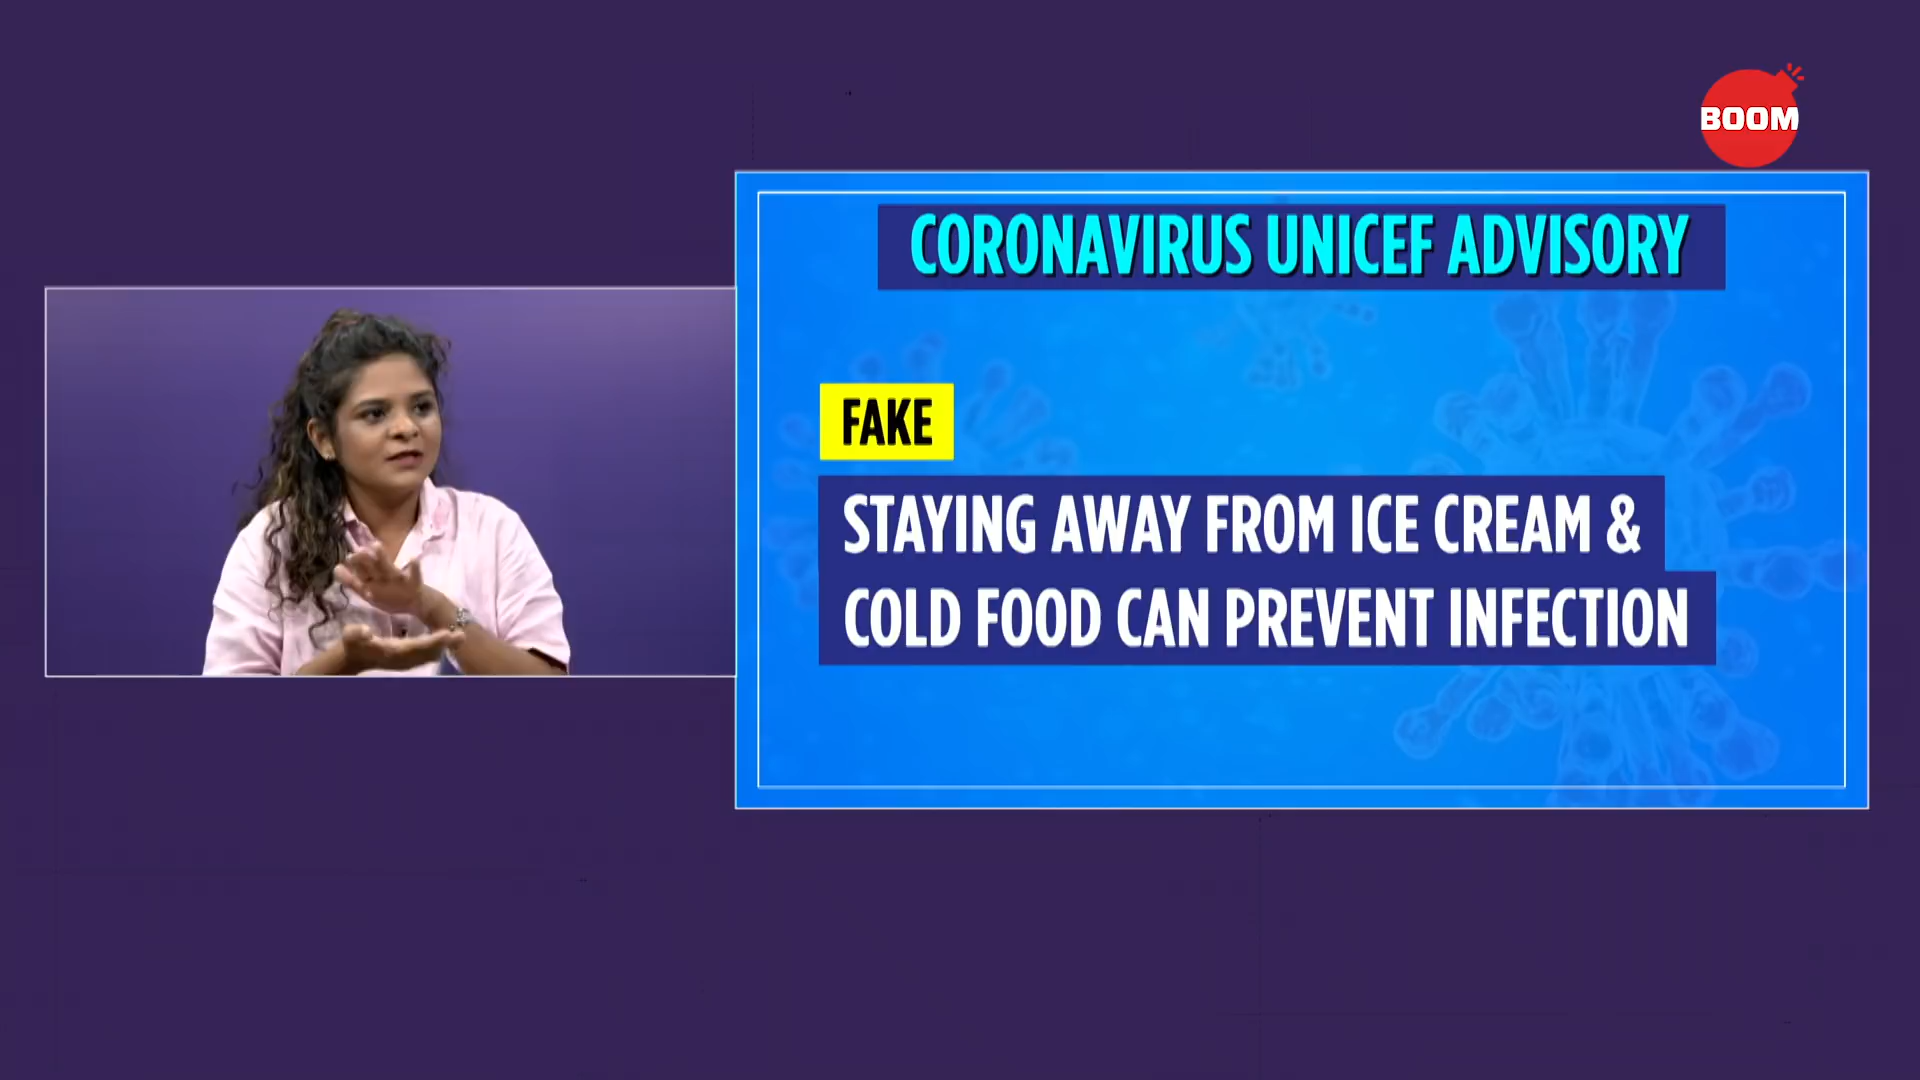 BOOM
CORONAVIRUS UNICEF ADVISORY
FAKE
STAYING AWAY FROM ICE CREAM &
COLD FOOD CAN PREVENT INFECTION